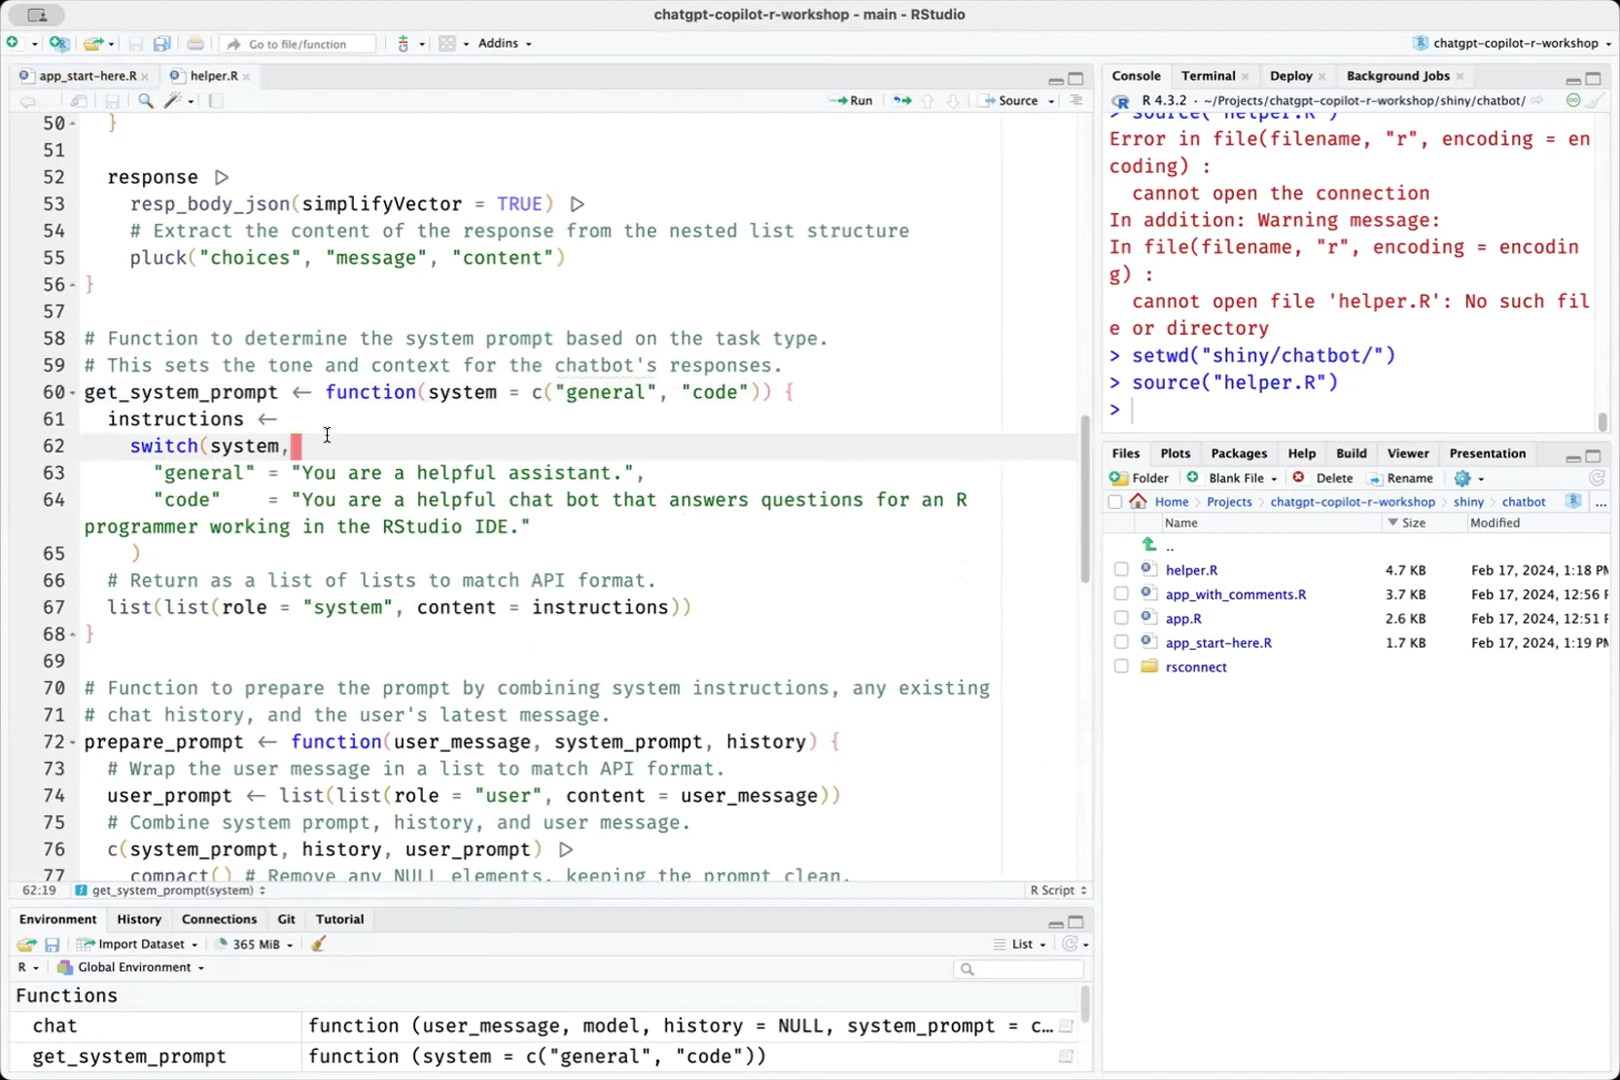 chatgpt-copilot-r-workshop - main - RStudio
Go to file/function
Addins
chatgpt-copilot-r-workshop
app_start-here.R
helper.R
Run
Source
50 }
51
52 response ▷
53 resp_body_json(simplifyVector = TRUE) ▷
54 # Extract the content of the response from the nested list structure
55 pluck("choices", "message", "content")
56 }
57
58 # Function to determine the system prompt based on the task type.
59 # This sets the tone and context for the chatbot's responses.
60 get_system_prompt ← function(system = c("general", "code")) {
61 instructions ←
62 switch(system,
63 "general" = "You are a helpful assistant.",
64 "code" = "You are a helpful chat bot that answers questions for an R
programmer working in the RStudio IDE."
65 )
66 # Return as a list of lists to match API format.
67 list(list(role = "system", content = instructions))
68 }
69
70 # Function to prepare the prompt by combining system instructions, any existing
71 # chat history, and the user's latest message.
72 prepare_prompt ← function(user_message, system_prompt, history) {
73 # Wrap the user message in a list to match API format.
74 user_prompt ← list(list(role = "user", content = user_message))
75 # Combine system prompt, history, and user message.
76 c(system_prompt, history, user_prompt) ▷
77 compact() # Remove any NULL elements, keeping the prompt clean.
62:19 get_system_prompt(system)
R Script
Environment History Connections Git Tutorial
Import Dataset 365 MiB List
R Global Environment
Functions
chat function (user_message, model, history = NULL, system_prompt = c…
get_system_prompt function (system = c("general", "code"))
Console Terminal Deploy Background Jobs
R 4.3.2 · ~/Projects/chatgpt-copilot-r-workshop/shiny/chatbot/
> source("helper.R")
Error in file(filename, "r", encoding = en
coding) :
cannot open the connection
In addition: Warning message:
In file(filename, "r", encoding = encodin
g) :
cannot open file 'helper.R': No such fil
e or directory
> setwd("shiny/chatbot/")
> source("helper.R")
>
Files Plots Packages Help Build Viewer Presentation
Folder Blank File Delete Rename
Home Projects chatgpt-copilot-r-workshop shiny chatbot ...
Name Size Modified
..
helper.R 4.7 KB Feb 17, 2024, 1:18 PM
app_with_comments.R 3.7 KB Feb 17, 2024, 12:56 P
app.R 2.6 KB Feb 17, 2024, 12:51 P
app_start-here.R 1.7 KB Feb 17, 2024, 1:19 PM
rsconnect